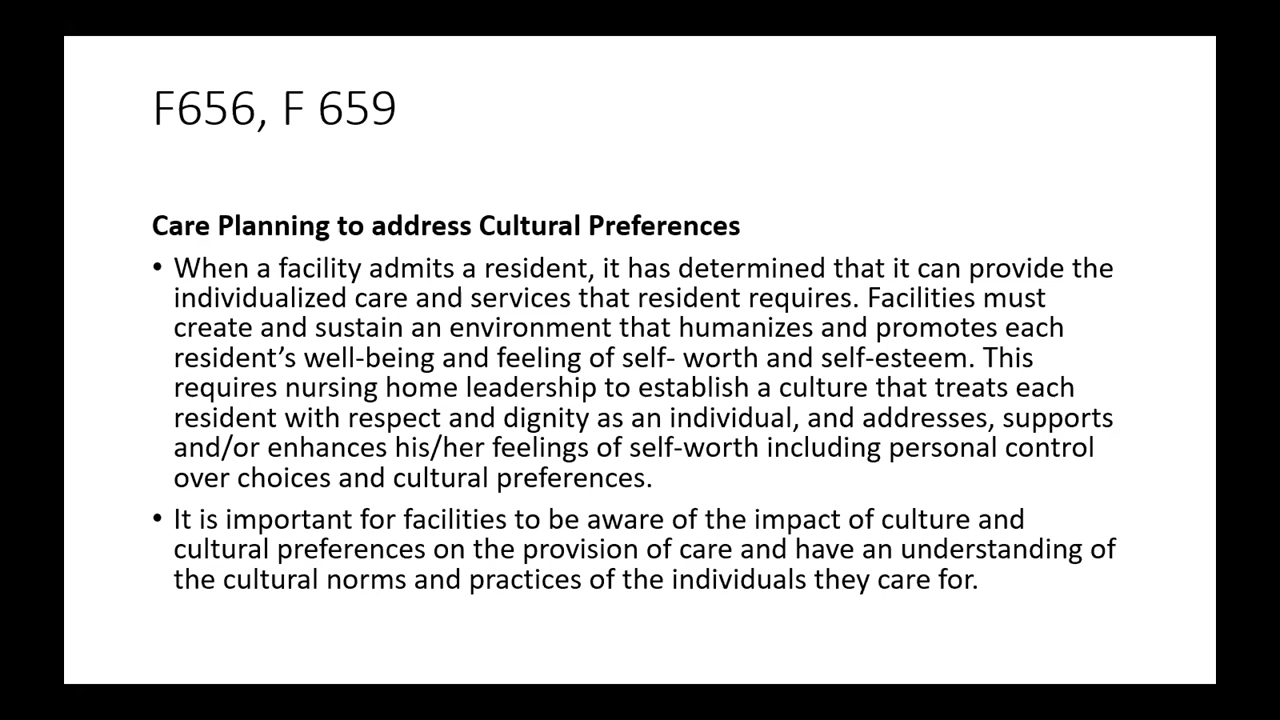 F656, F 659
Care Planning to address Cultural Preferences
• When a facility admits a resident, it has determined that it can provide the
individualized care and services that resident requires. Facilities must
create and sustain an environment that humanizes and promotes each
resident’s well-being and feeling of self- worth and self-esteem. This
requires nursing home leadership to establish a culture that treats each
resident with respect and dignity as an individual, and addresses, supports
and/or enhances his/her feelings of self-worth including personal control
over choices and cultural preferences.
• It is important for facilities to be aware of the impact of culture and
cultural preferences on the provision of care and have an understanding of
the cultural norms and practices of the individuals they care for.